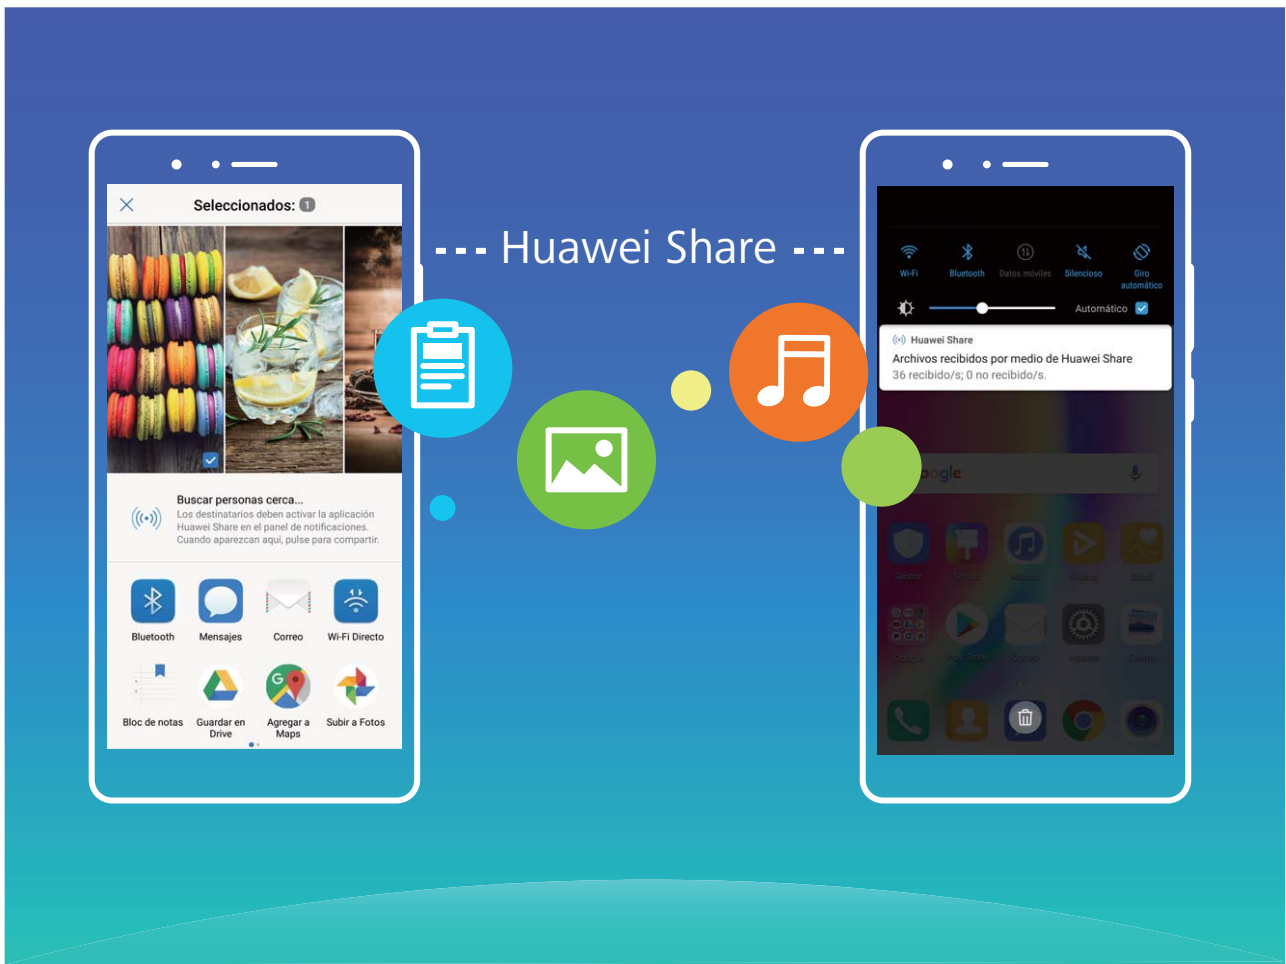 Seleccionados: 1
Huawei Share
Buscar personas cerca...
Los destinatarios deben activar la aplicación
Huawei Share en el panel de notificaciones.
Cuando aparezcan aquí, pulse para compartir.
Bluetooth
Mensajes
Correo
Wi-Fi Directo
Bloc de notas
Guardar en
Drive
Agregar a
Maps
Subir a Fotos
Wi-Fi
Bluetooth
Datos móviles
Silencioso
Giro
automático
Automático
Huawei Share
Archivos recibidos por medio de Huawei Share
36 recibido/s; 0 no recibido/s.
ogle
Play Store